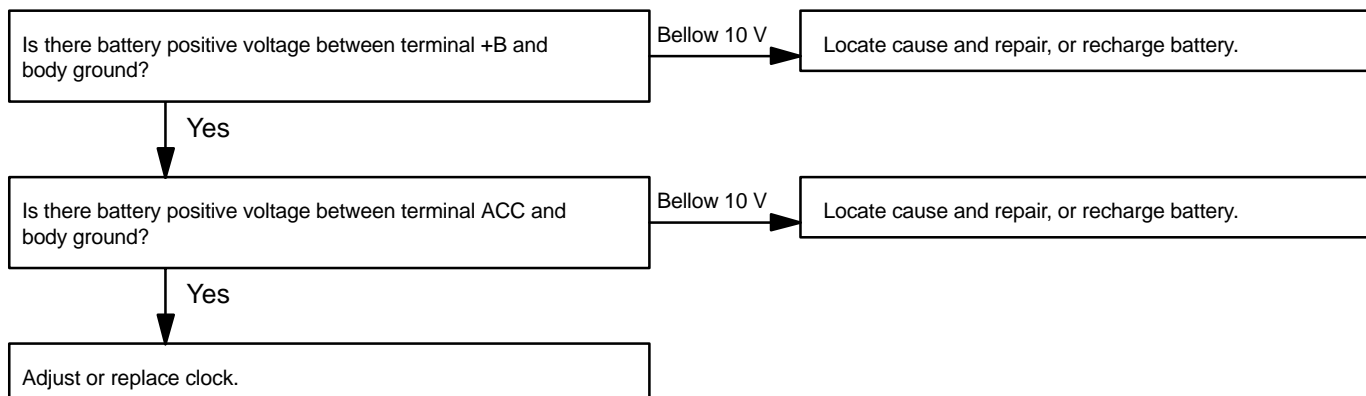 Is there battery positive voltage between terminal +B and
body ground?
Bellow 10 V
Locate cause and repair, or recharge battery.
Yes
Is there battery positive voltage between terminal ACC and
body ground?
Bellow 10 V
Locate cause and repair, or recharge battery.
Yes
Adjust or replace clock.